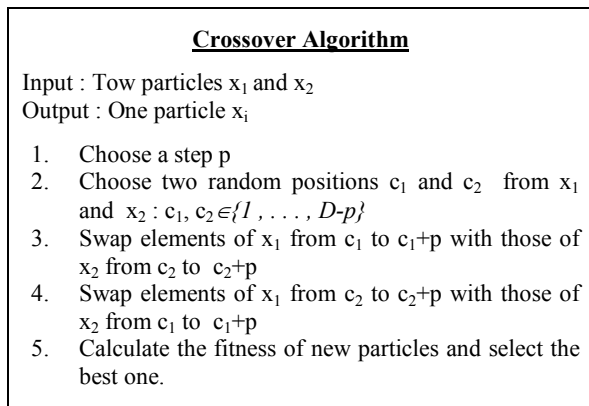 Crossover Algorithm
Input : Tow particles x₁ and x₂
Output : One particle xᵢ
1. Choose a step p
2. Choose two random positions c₁ and c₂ from x₁
and x₂ : c₁, c₂ ∈{1 , . . . , D-p}
3. Swap elements of x₁ from c₁ to c₁+p with those of
x₂ from c₂ to c₂+p
4. Swap elements of x₁ from c₂ to c₂+p with those of
x₂ from c₁ to c₁+p
5. Calculate the fitness of new particles and select the
best one.